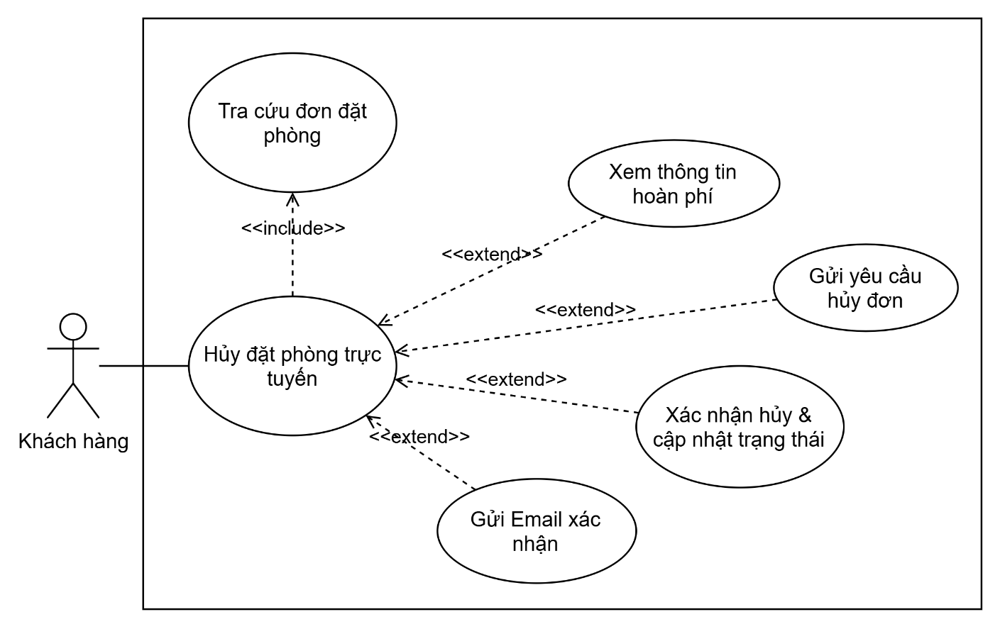 Tra cứu đơn đặt
phòng
Xem thông tin
hoàn phí
<<include>>
<<extend>>
Gửi yêu cầu
hủy đơn
<<extend>>
Hủy đặt phòng trực
tuyến
<<extend>>
Xác nhận hủy &
cập nhật trạng thái
<<extend>>
Khách hàng
Gửi Email xác
nhận